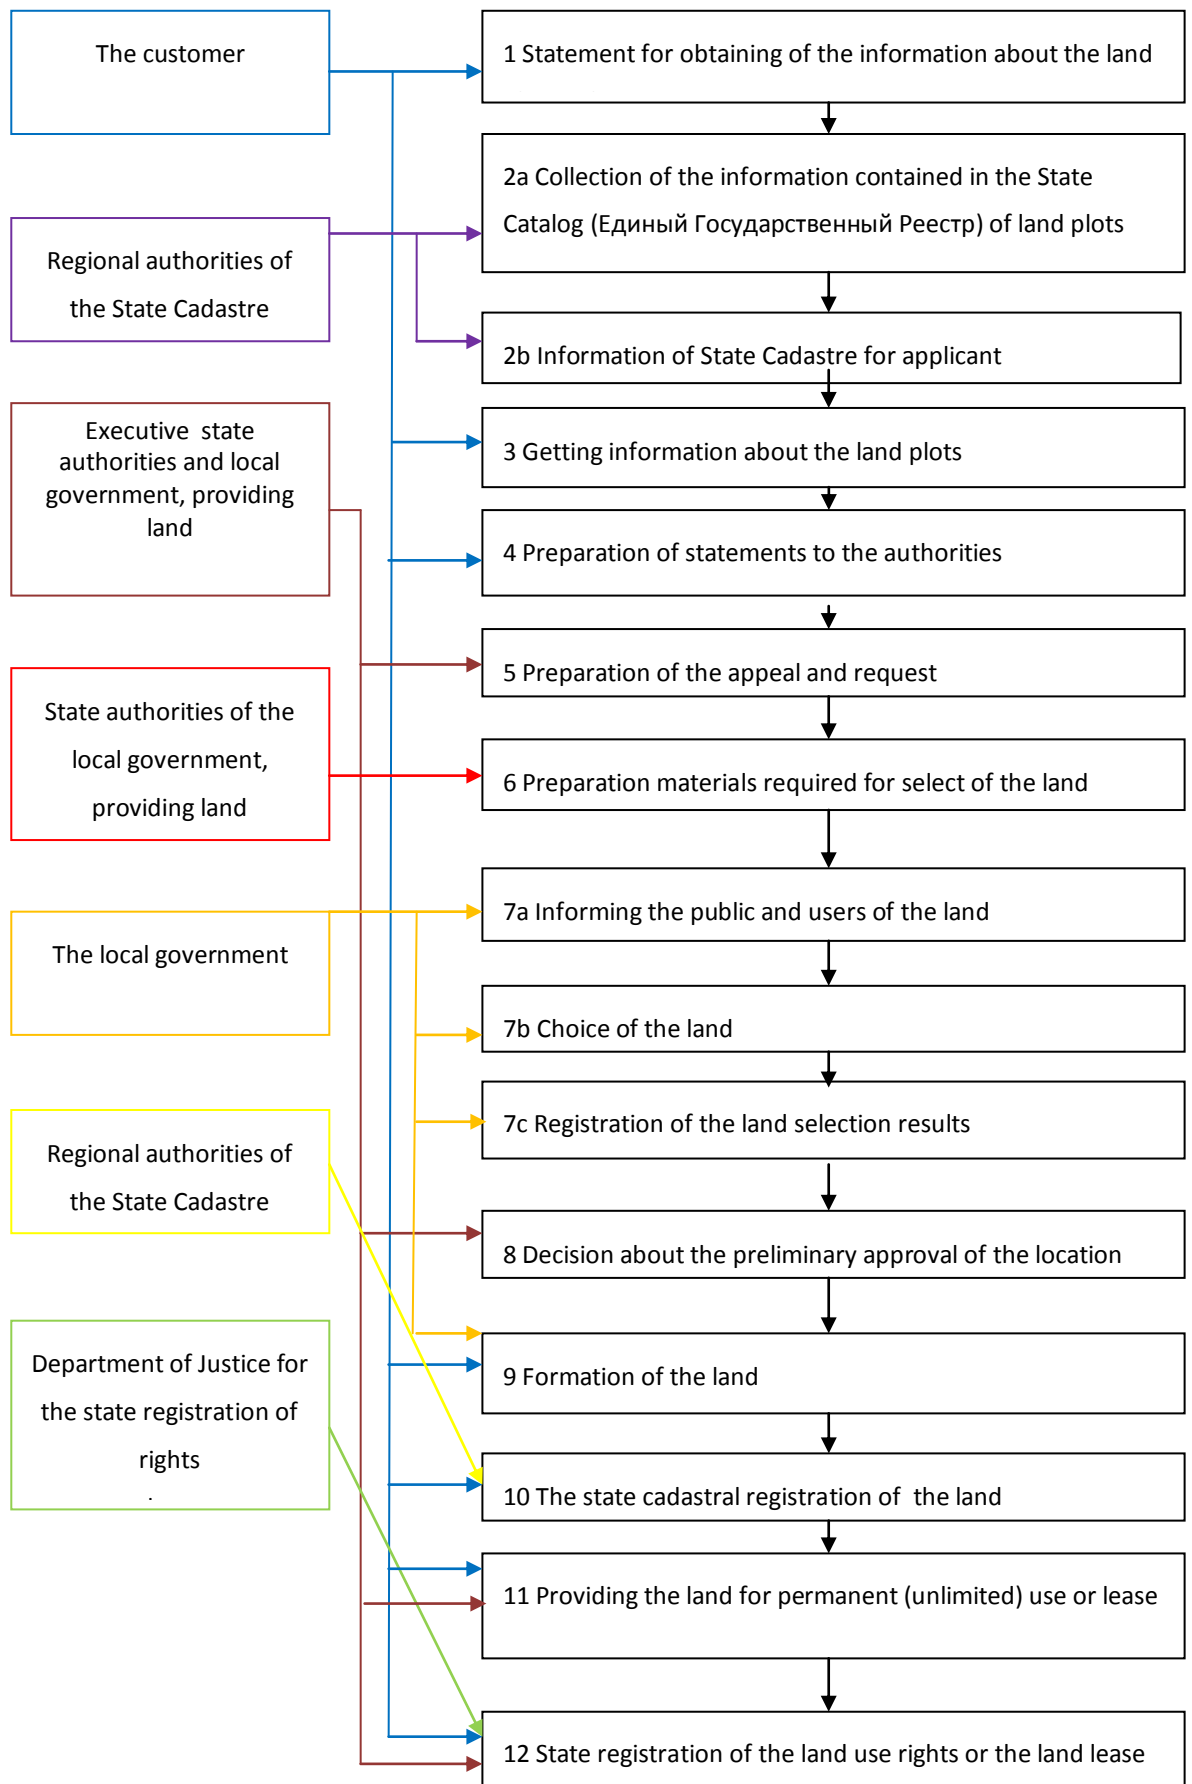 The customer
1 Statement for obtaining of the information about the land
2a Collection of the information contained in the State
Catalog (Единый Государственный Реестр) of land plots
Regional authorities of
the State Cadastre
2b Information of State Cadastre for applicant
Executive state
authorities and local
government, providing
land
3 Getting information about the land plots
4 Preparation of statements to the authorities
5 Preparation of the appeal and request
State authorities of the
local government,
providing land
6 Preparation materials required for select of the land
7a Informing the public and users of the land
The local government
7b Choice of the land
7c Registration of the land selection results
Regional authorities of
the State Cadastre
8 Decision about the preliminary approval of the location
Department of Justice for
the state registration of
rights
.
9 Formation of the land
10 The state cadastral registration of the land
11 Providing the land for permanent (unlimited) use or lease
12 State registration of the land use rights or the land lease